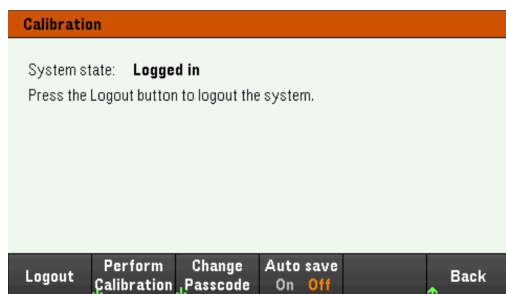 Calibration
System state: Logged in
Press the Logout button to logout the system.
Logout
Perform
Calibration
Change
Passcode
Auto save
On Off
Back